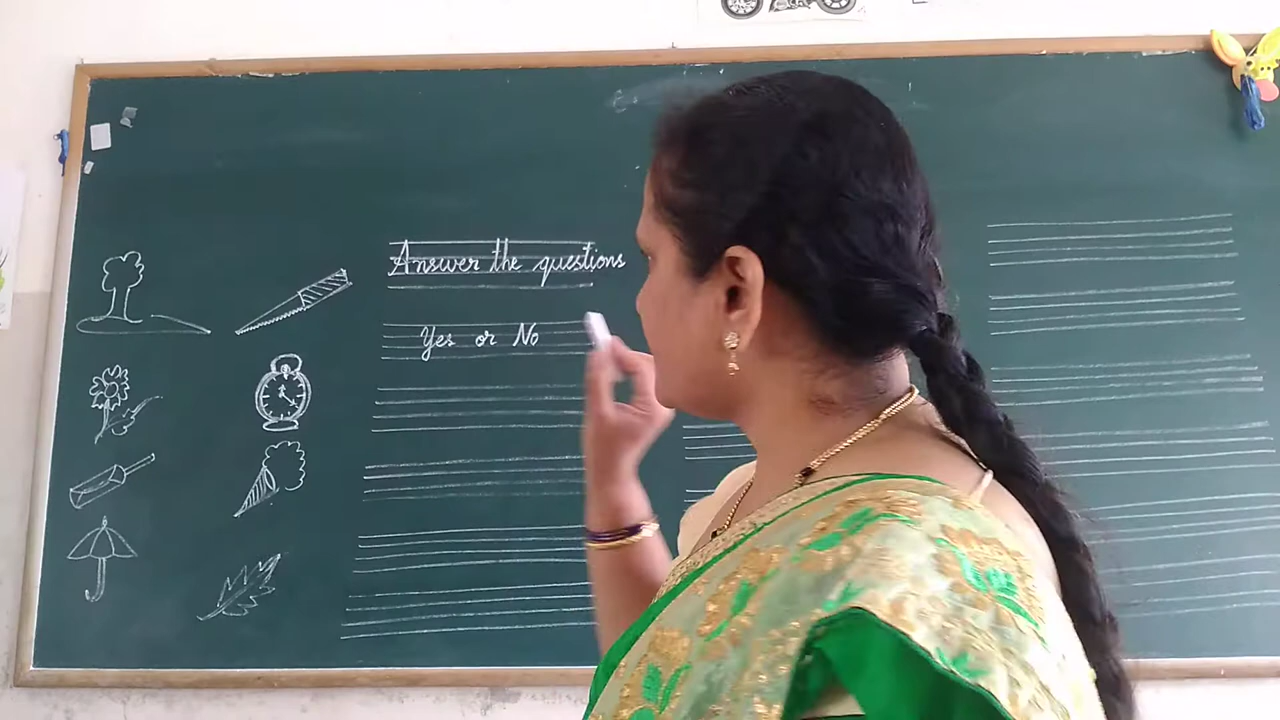 Answer the questions
Yes or No